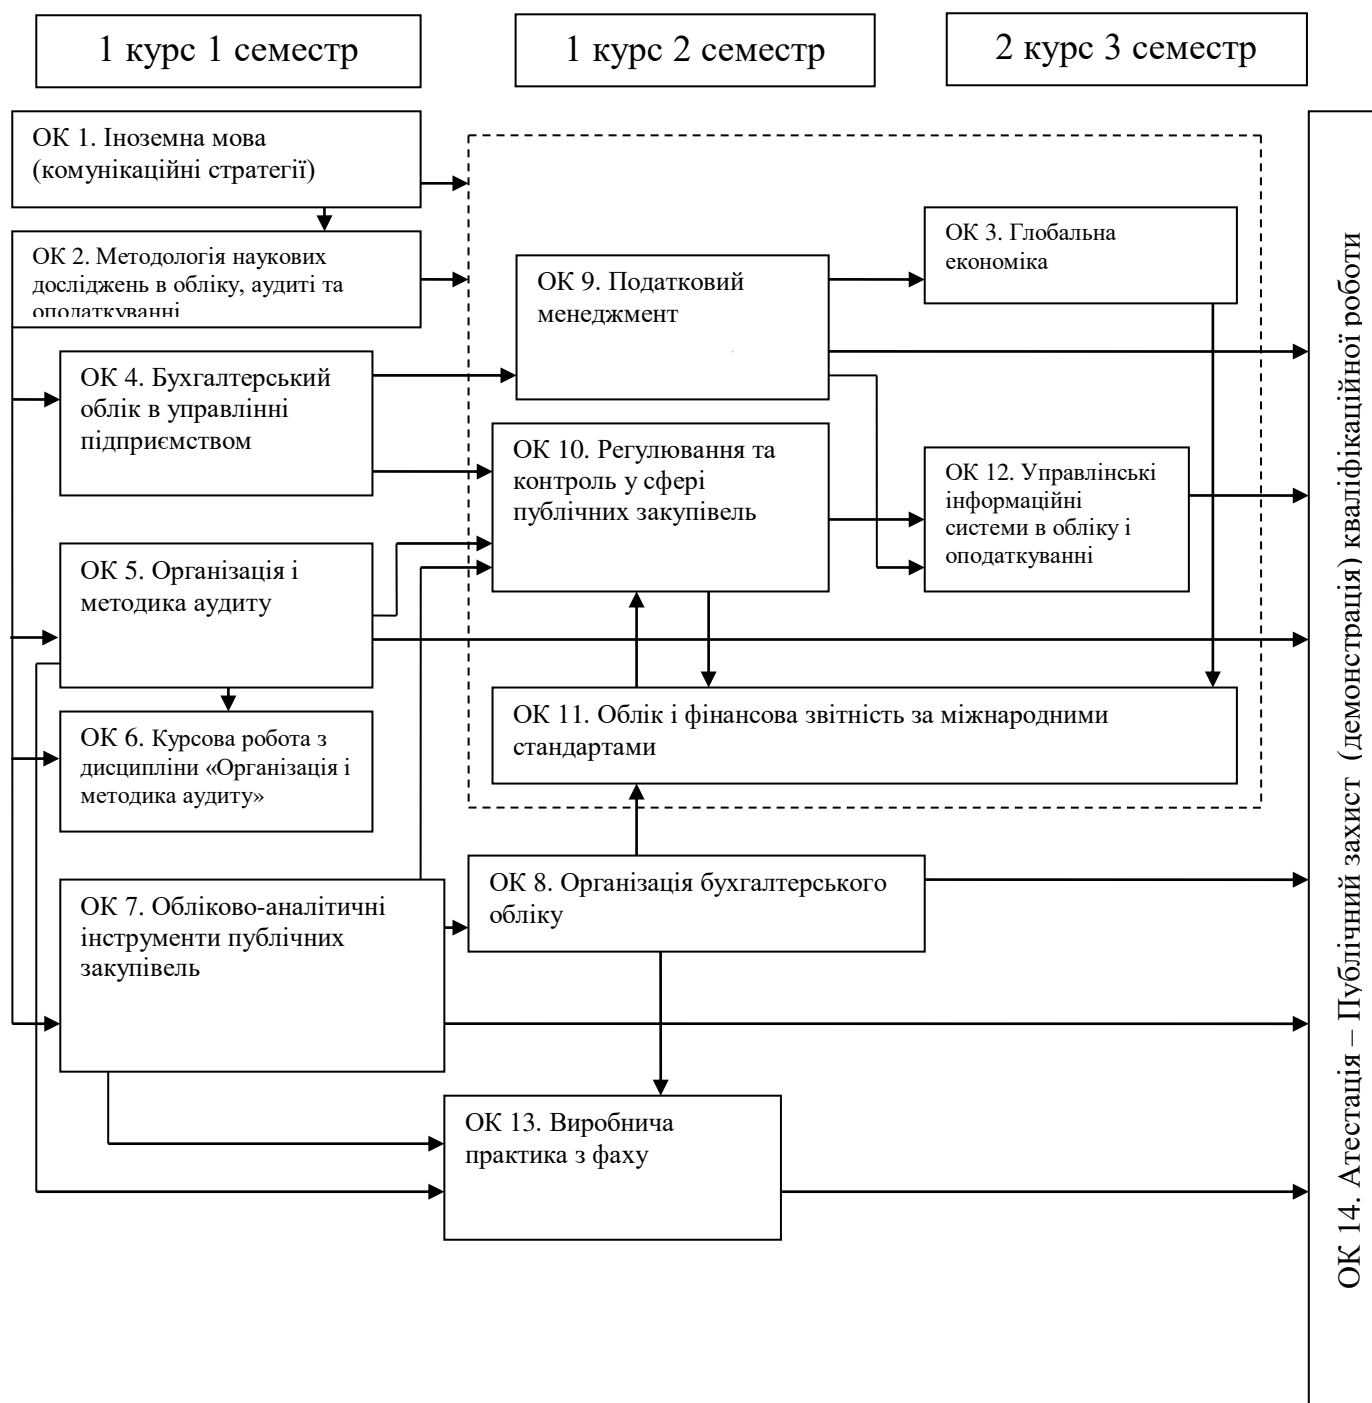 1 курс 1 семестр
1 курс 2 семестр
2 курс 3 семестр
ОК 1. Іноземна мова
(комунікаційні стратегії)
ОК 2. Методологія наукових
досліджень в обліку, аудиті та
оподаткуванні
ОК 3. Глобальна
економіка
ОК 9. Податковий
менеджмент
ОК 4. Бухгалтерський
облік в управлінні
підприємством
ОК 10. Регулювання та
контроль у сфері
публічних закупівель
ОК 12. Управлінські
інформаційні
системи в обліку і
оподаткуванні
ОК 5. Організація і
методика аудиту
ОК 11. Облік і фінансова звітність за міжнародними
стандартами
ОК 6. Курсова робота з
дисципліни «Організація і
методика аудиту»
ОК 8. Організація бухгалтерського
обліку
ОК 7. Обліково-аналітичні
інструменти публічних
закупівель
ОК 13. Виробнича
практика з фаху
ОК 14. Атестація – Публічний захист (демонстрація) кваліфікаційної роботи